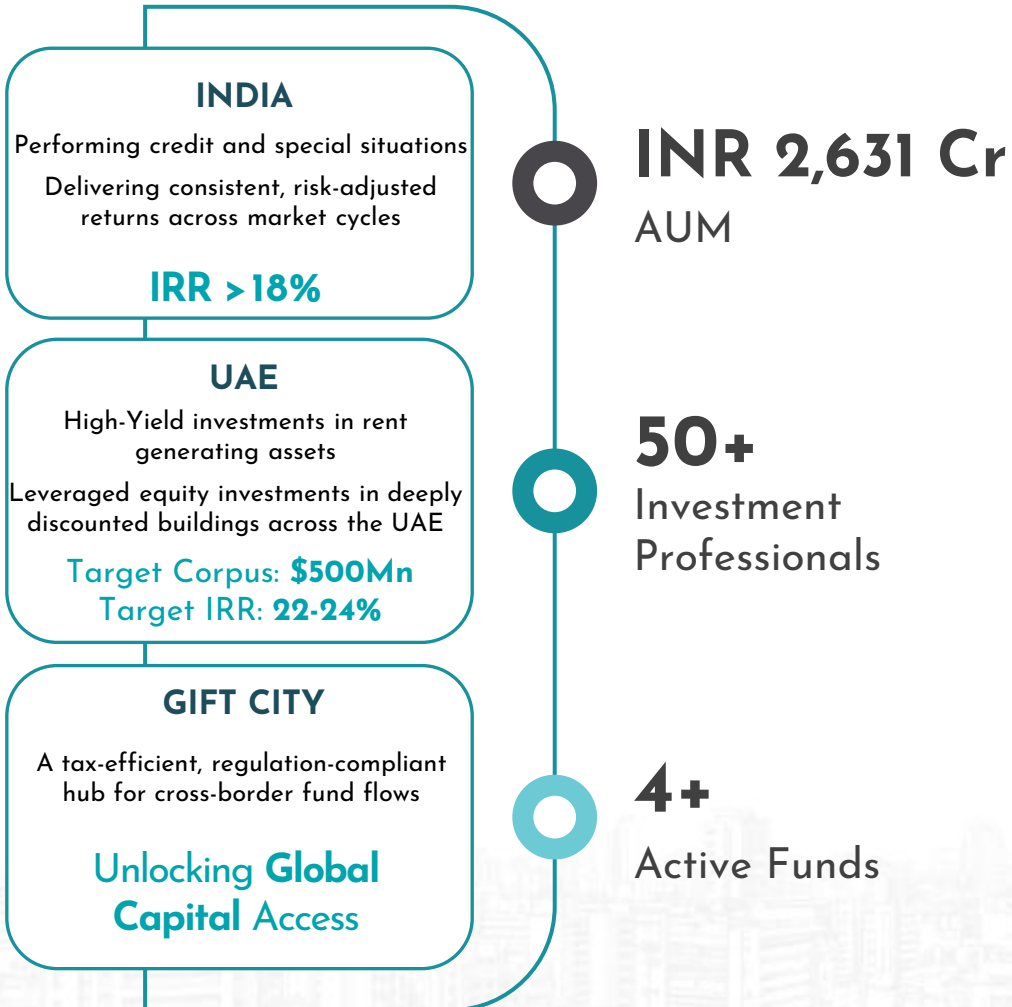 INDIA
Performing credit and special situations
Delivering consistent, risk-adjusted
returns across market cycles
IRR >18%
UAE
High-Yield investments in rent
generating assets
Leveraged equity investments in deeply
discounted buildings across the UAE
Target Corpus: $500Mn
Target IRR: 22-24%
GIFT CITY
A tax-efficient, regulation-compliant
hub for cross-border fund flows
Unlocking Global
Capital Access
INR 2,631 Cr
AUM
50+
Investment
Professionals
4+
Active Funds